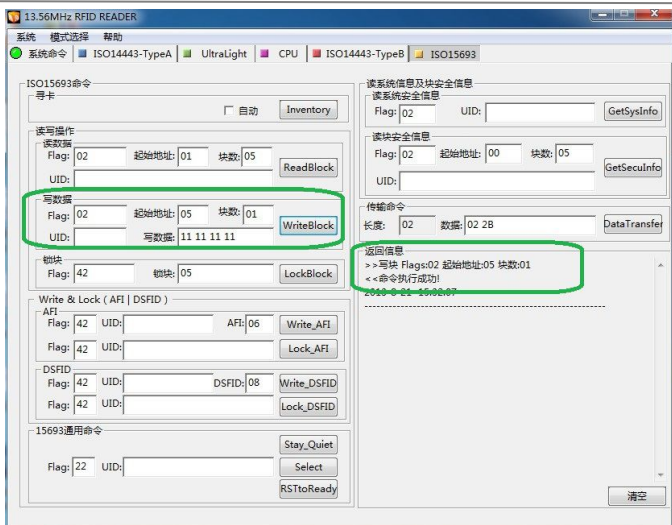 13.56MHz RFID READER
系统 模式选择 帮助
系统命令 ISO14443-TypeA UltraLight CPU ISO14443-TypeB ISO15693
ISO15693命令
寻卡
自动 Inventory
读写操作
读数据
Flag: 02 起始地址: 01 块数: 05
ReadBlock
UID:
写数据
Flag: 02 起始地址: 05 块数: 01
WriteBlock
UID: 写数据: 11 11 11 11
锁块
Flag: 42 锁块: 05 LockBlock
Write & Lock ( AFI | DSFID )
AFI
Flag: 42 UID: AFI: 06 Write_AFI
Flag: 42 UID: Lock_AFI
DSFID
Flag: 42 UID: DSFID: 08 Write_DSFID
Flag: 42 UID: Lock_DSFID
15693通用命令
Stay_Quiet
Flag: 22 UID: Select
RSTtoReady
读系统信息及块安全信息
读系统安全信息
Flag: 02 UID: GetSysInfo
读块安全信息
Flag: 02 起始地址: 00 块数: 05
GetSecuInfo
UID:
传输命令
长度: 02 数据: 02 2B DataTransfer
返回信息
>>写块 Flags:02 起始地址:05 块数:01
<<命令执行成功!
清空